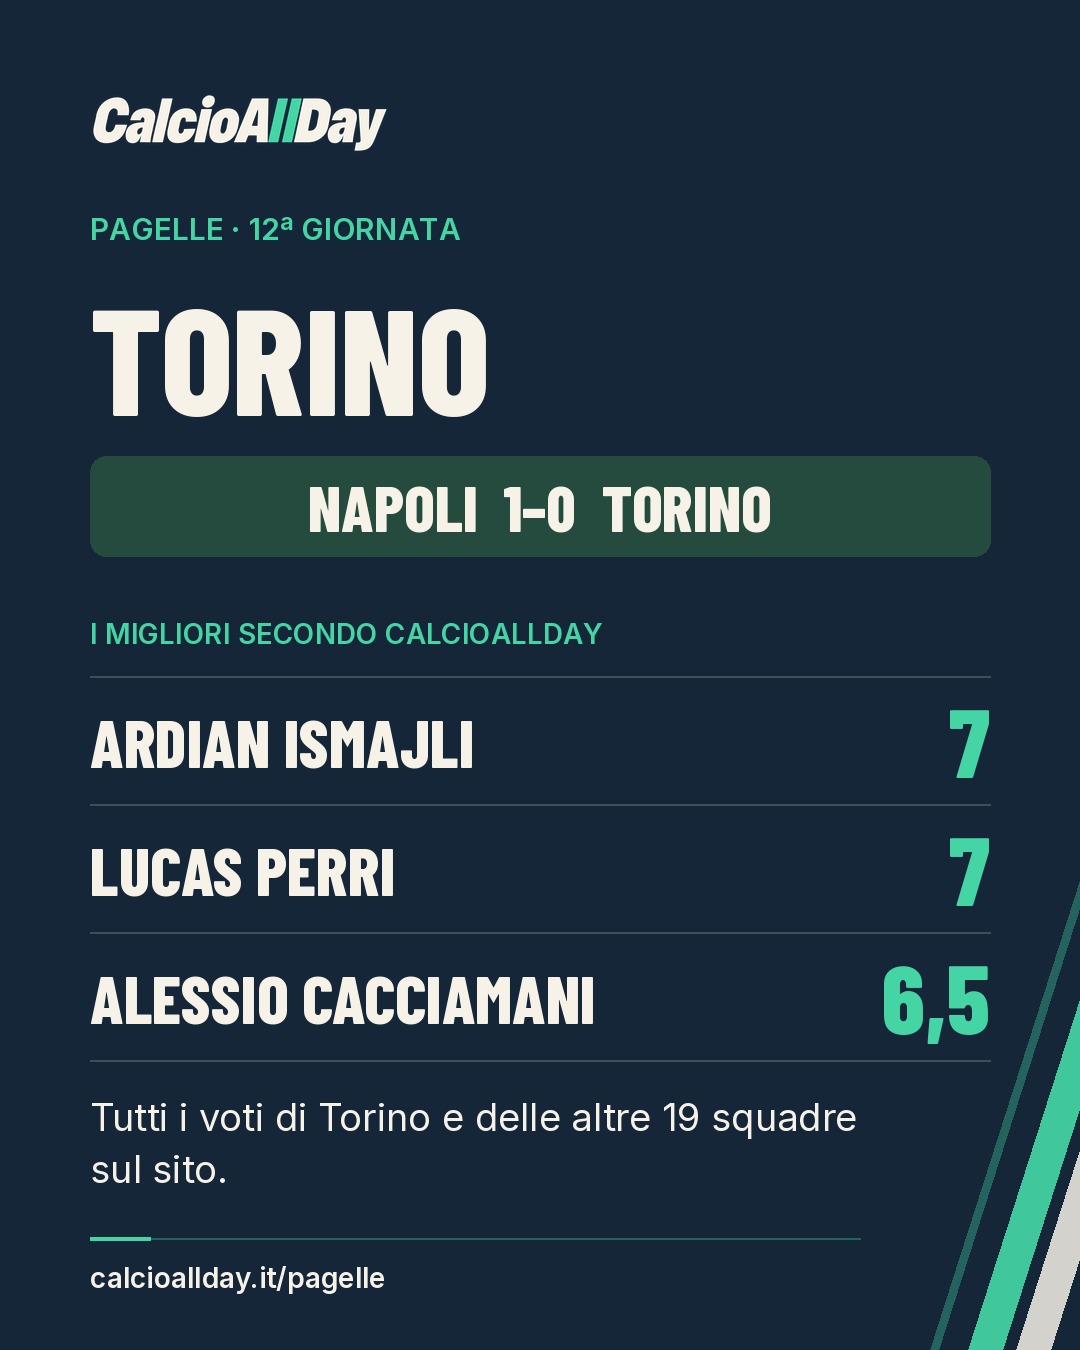 CalcioAllDay
PAGELLE · 12ª GIORNATA
TORINO
NAPOLI 1-0 TORINO
I MIGLIORI SECONDO CALCIOALLDAY
ARDIAN ISMAJLI 7
LUCAS PERRI 7
ALESSIO CACCIAMANI 6,5
Tutti i voti di Torino e delle altre 19 squadre
sul sito.
calcioallday.it/pagelle